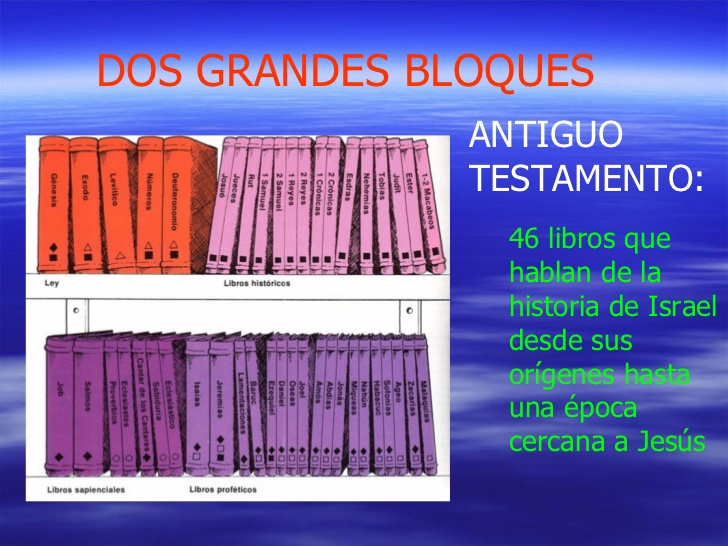 DOS GRANDES BLOQUES
ANTIGUO
TESTAMENTO:
46 libros que
hablan de la
historia de Israel
desde sus
orígenes hasta
una época
cercana a Jesús
Génesis
Exodo
Levítico
Números
Deuteronomio
Josué
Jueces
Rut
1 Samuel
2 Samuel
1 Reyes
2 Reyes
1 Crónicas
2 Crónicas
Esdras
Nehemías
Tobías
Judit
Ester
1-2 Macabeos
Ley
Libros históricos
Job
Salmos
Proverbios
Eclesiastés
Cantar de los Cantares
Sabiduría
Eclesiástico
Isaías
Jeremías
Lamentaciones
Baruc
Ezequiel
Daniel
Oseas
Joel
Amós
Abdías
Jonás
Miqueas
Nahún
Habacuc
Sofonías
Ageo
Zacarías
Malaquías
Libros sapienciales
Libros proféticos